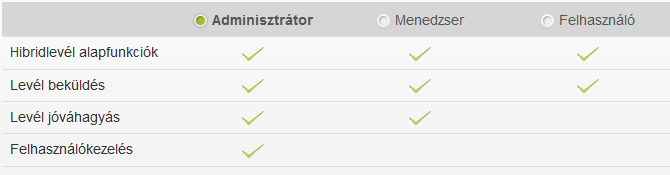 Adminisztrátor Menedzser Felhasználó
Hibridlevél alapfunkciók
Levél beküldés
Levél jóváhagyás
Felhasználókezelés